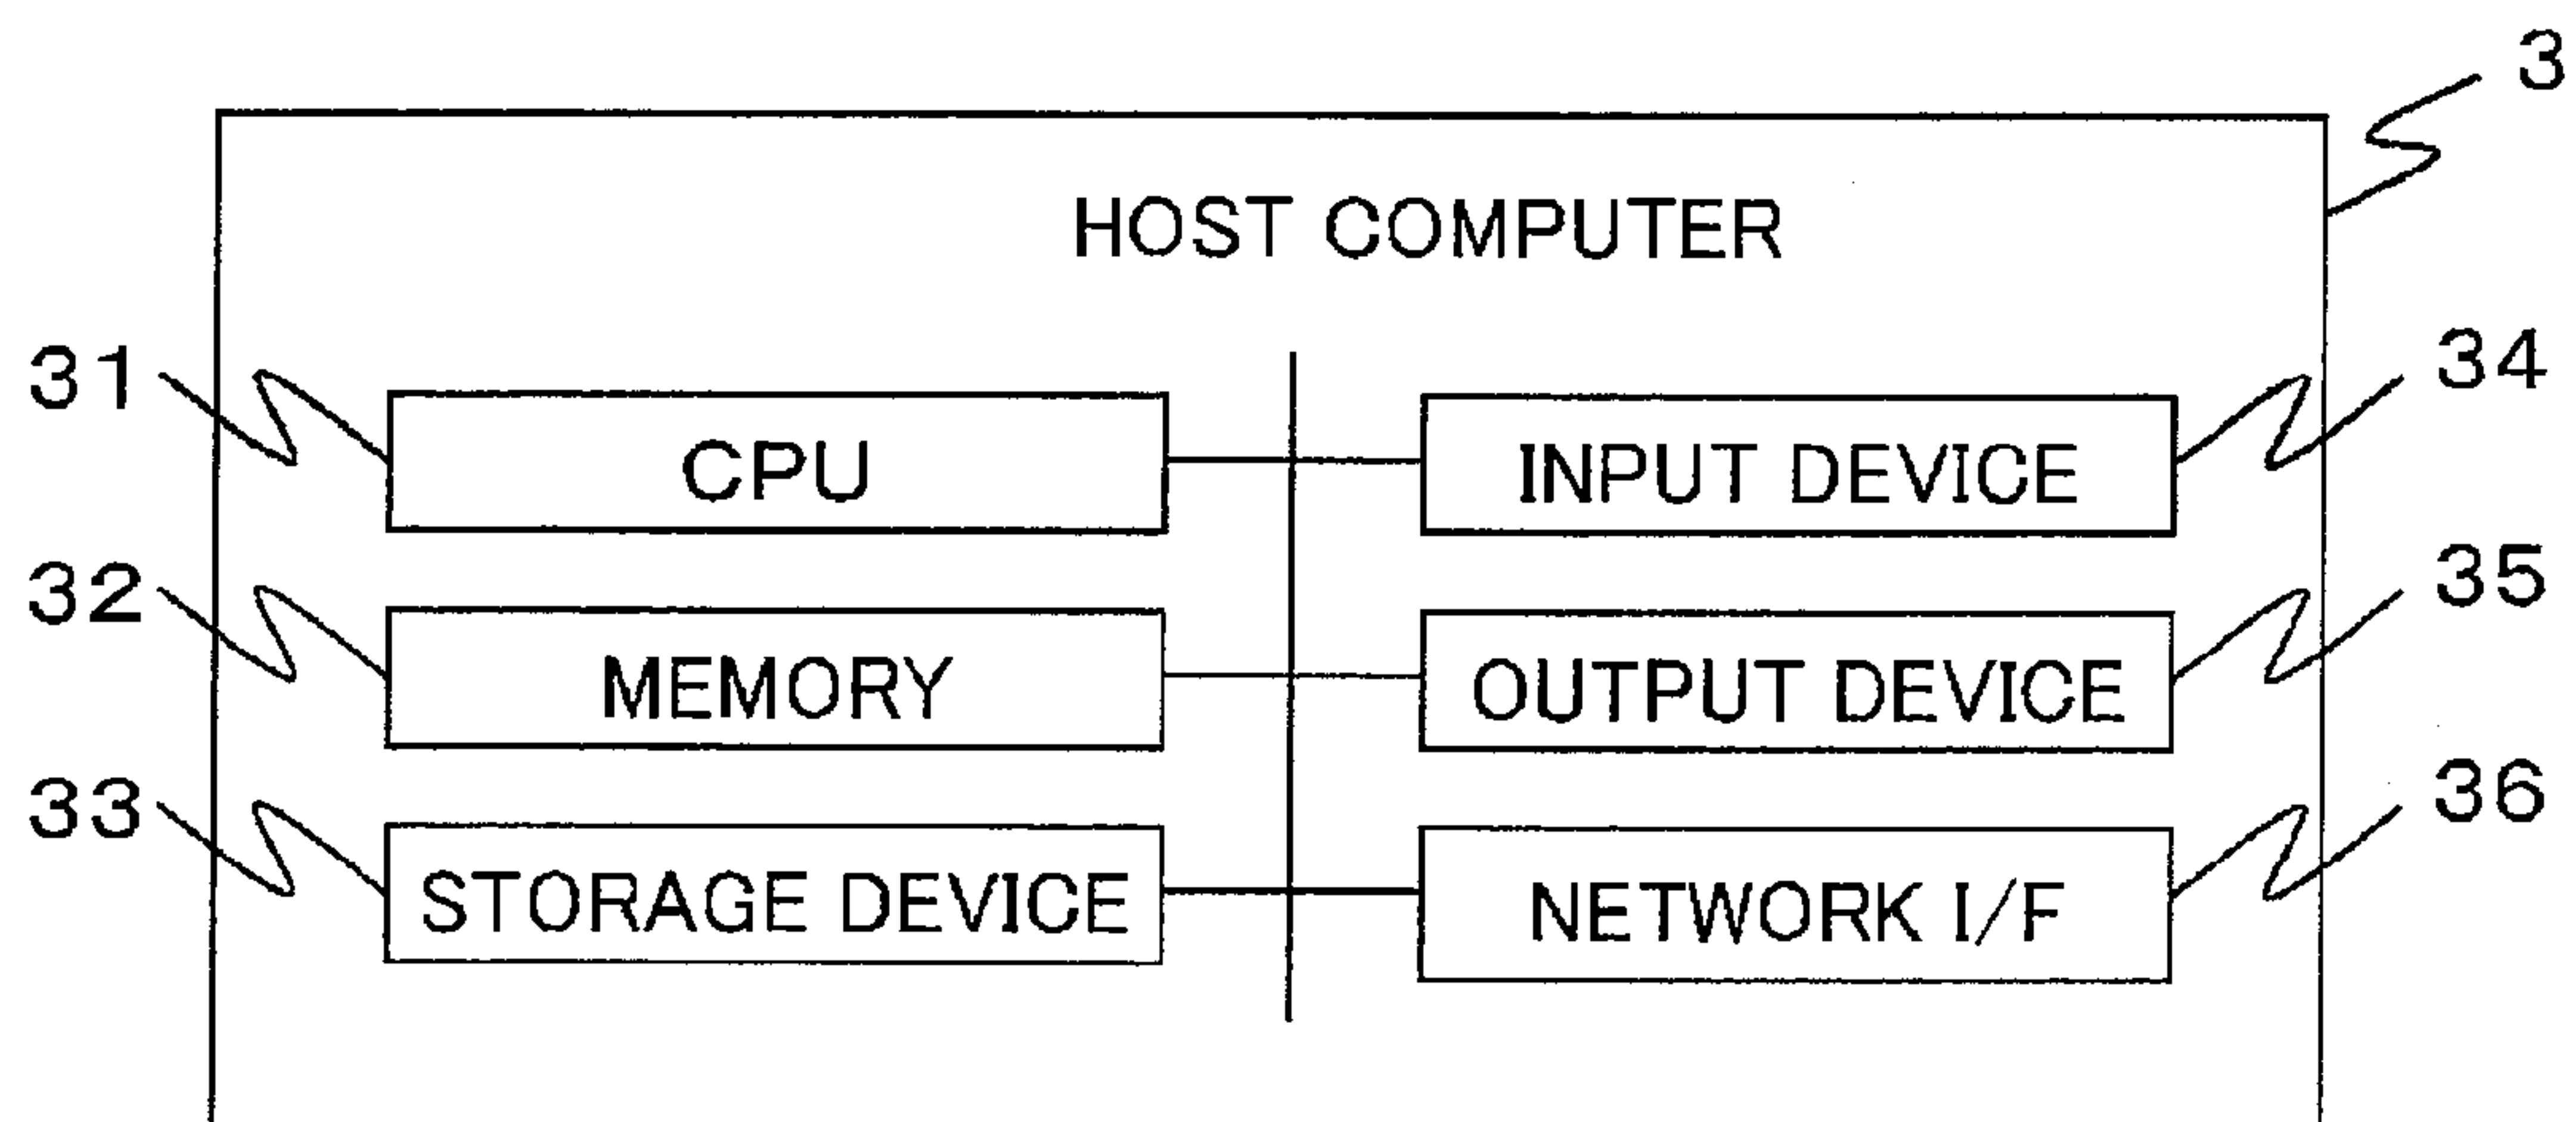 3
HOST COMPUTER
31 CPU INPUT DEVICE 34
32 MEMORY OUTPUT DEVICE 35
33 STORAGE DEVICE NETWORK I/F 36